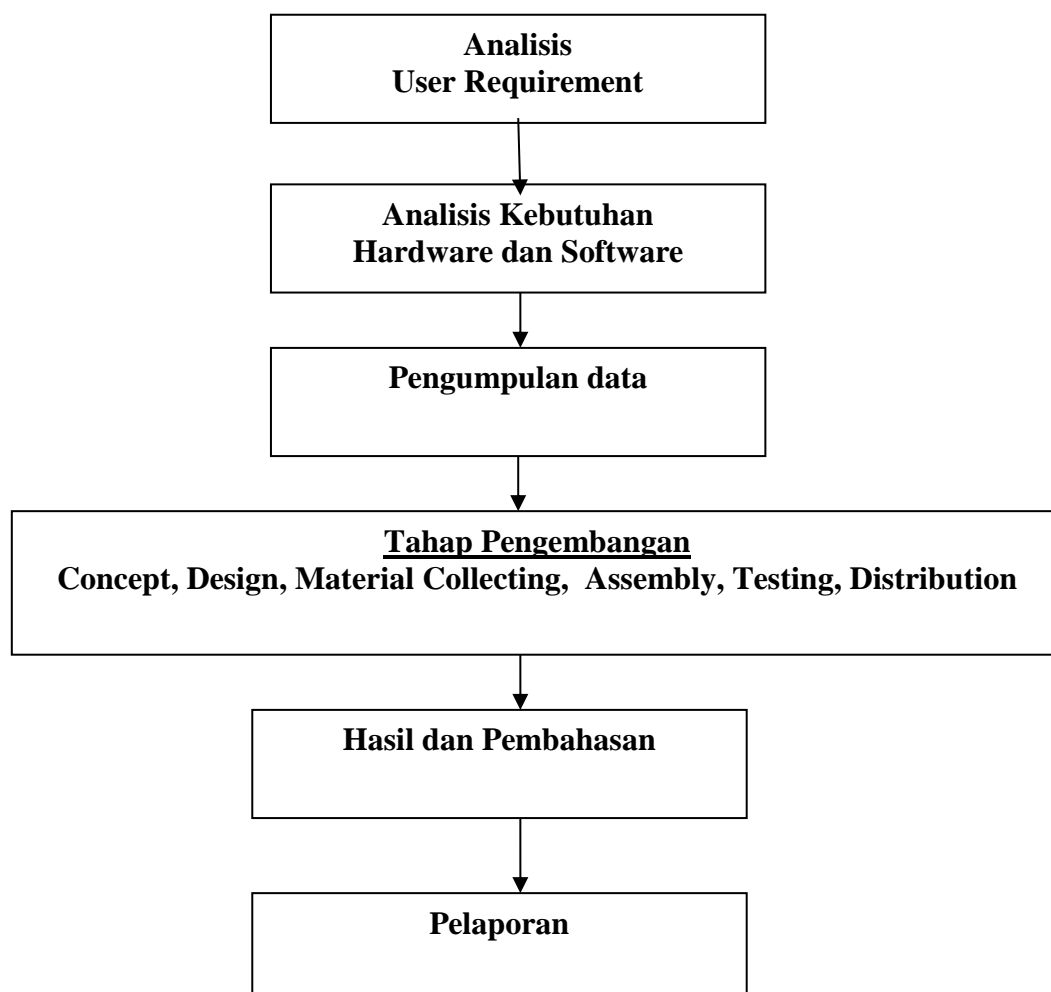 Analisis
User Requirement
Analisis Kebutuhan
Hardware dan Software
Pengumpulan data
Tahap Pengembangan
Concept, Design, Material Collecting, Assembly, Testing, Distribution
Hasil dan Pembahasan
Pelaporan